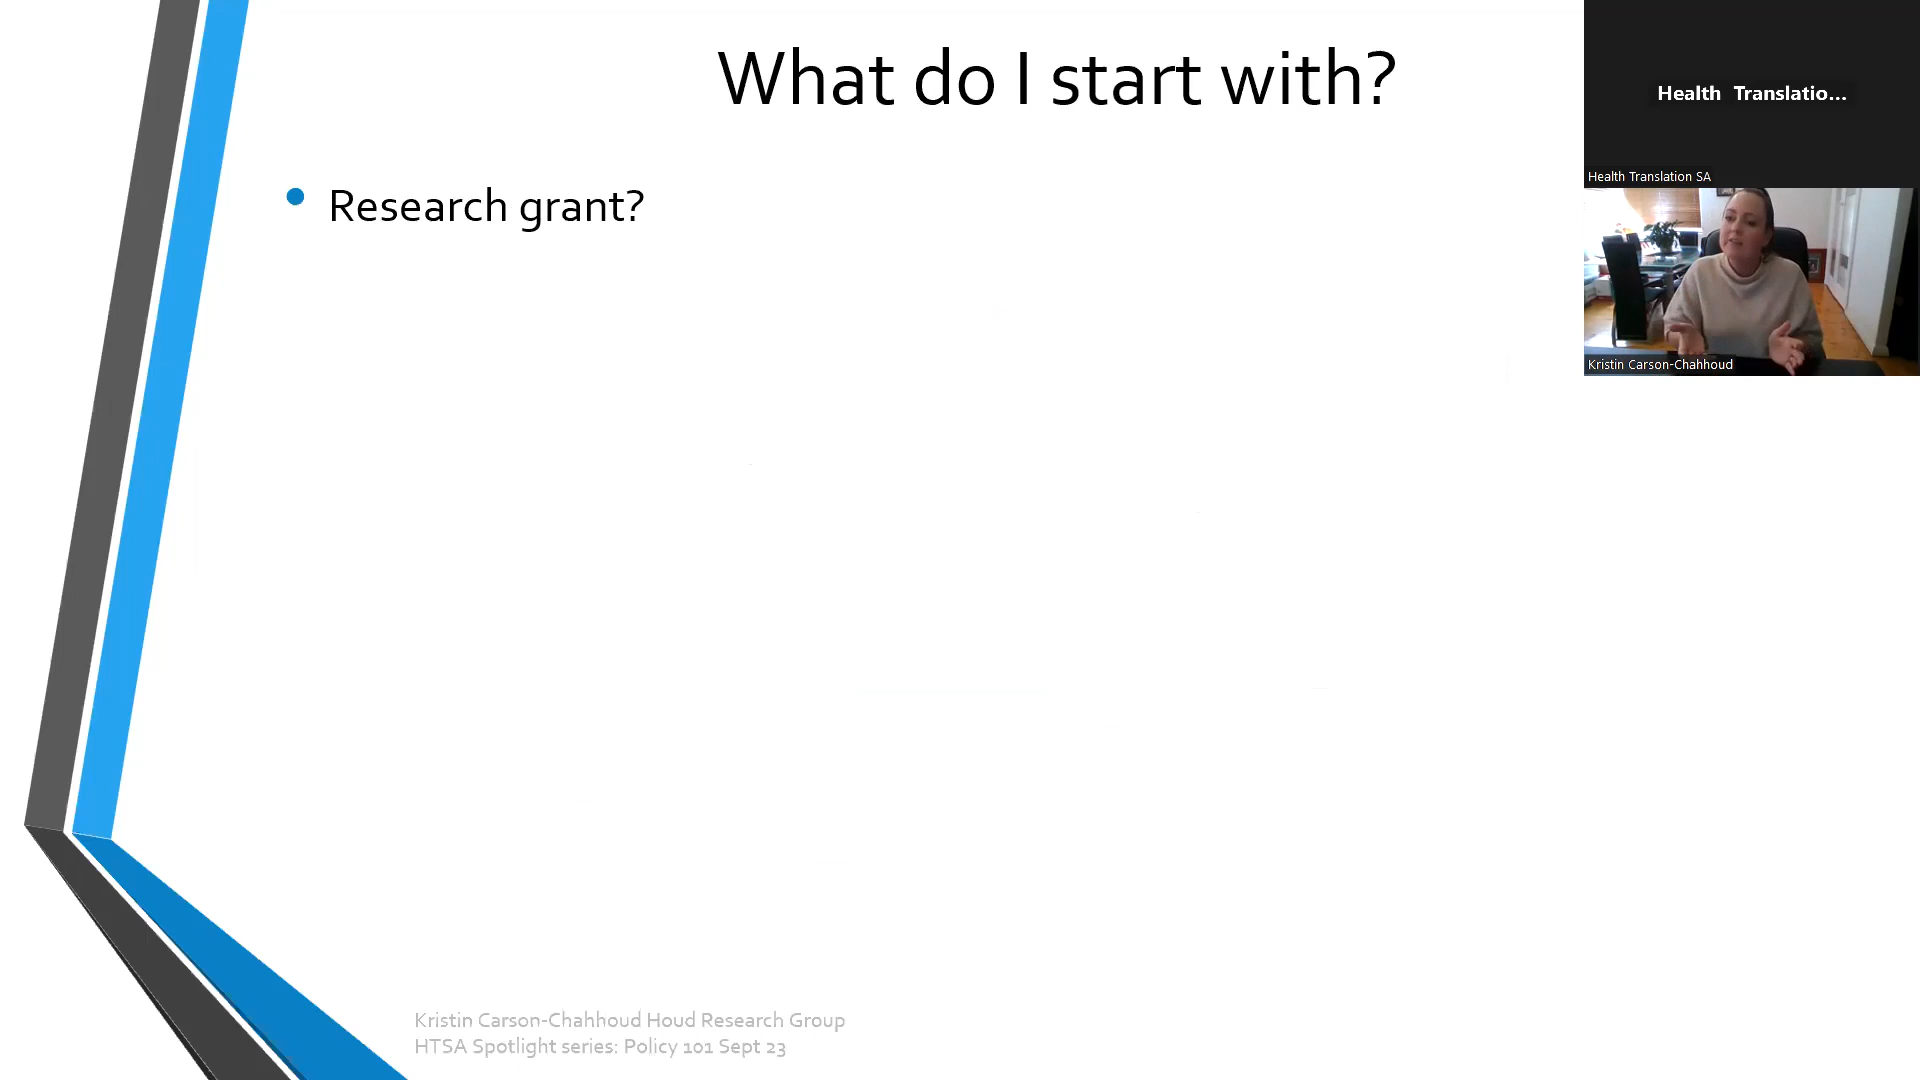 What do I start with?
Research grant?
Health Translatio...
Health Translation SA
Kristin Carson-Chahhoud
Kristin Carson-Chahhoud Houd Research Group
HTSA Spotlight series: Policy 101 Sept 23